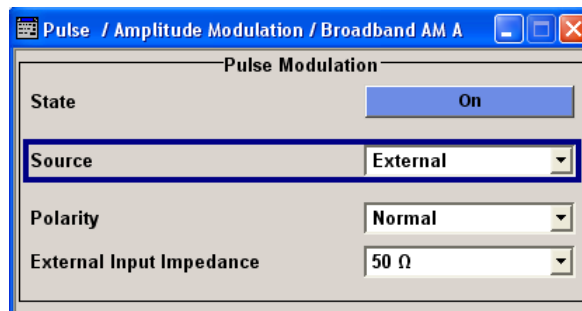 Pulse / Amplitude Modulation / Broadband AM A
Pulse Modulation
State On
Source External
Polarity Normal
External Input Impedance 50 Ω